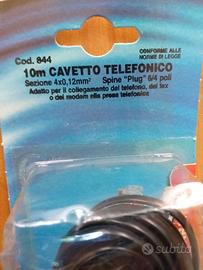 Cod. 844
CONFORME ALLE
NORME DI LEGGE
10m CAVETTO TELEFONICO
Sezione 4x0,12mm² Spine "Plug" 6/4 poli
Adatto per il collegamento del telefono, del fax
o del modem alla presa telefonica
subito